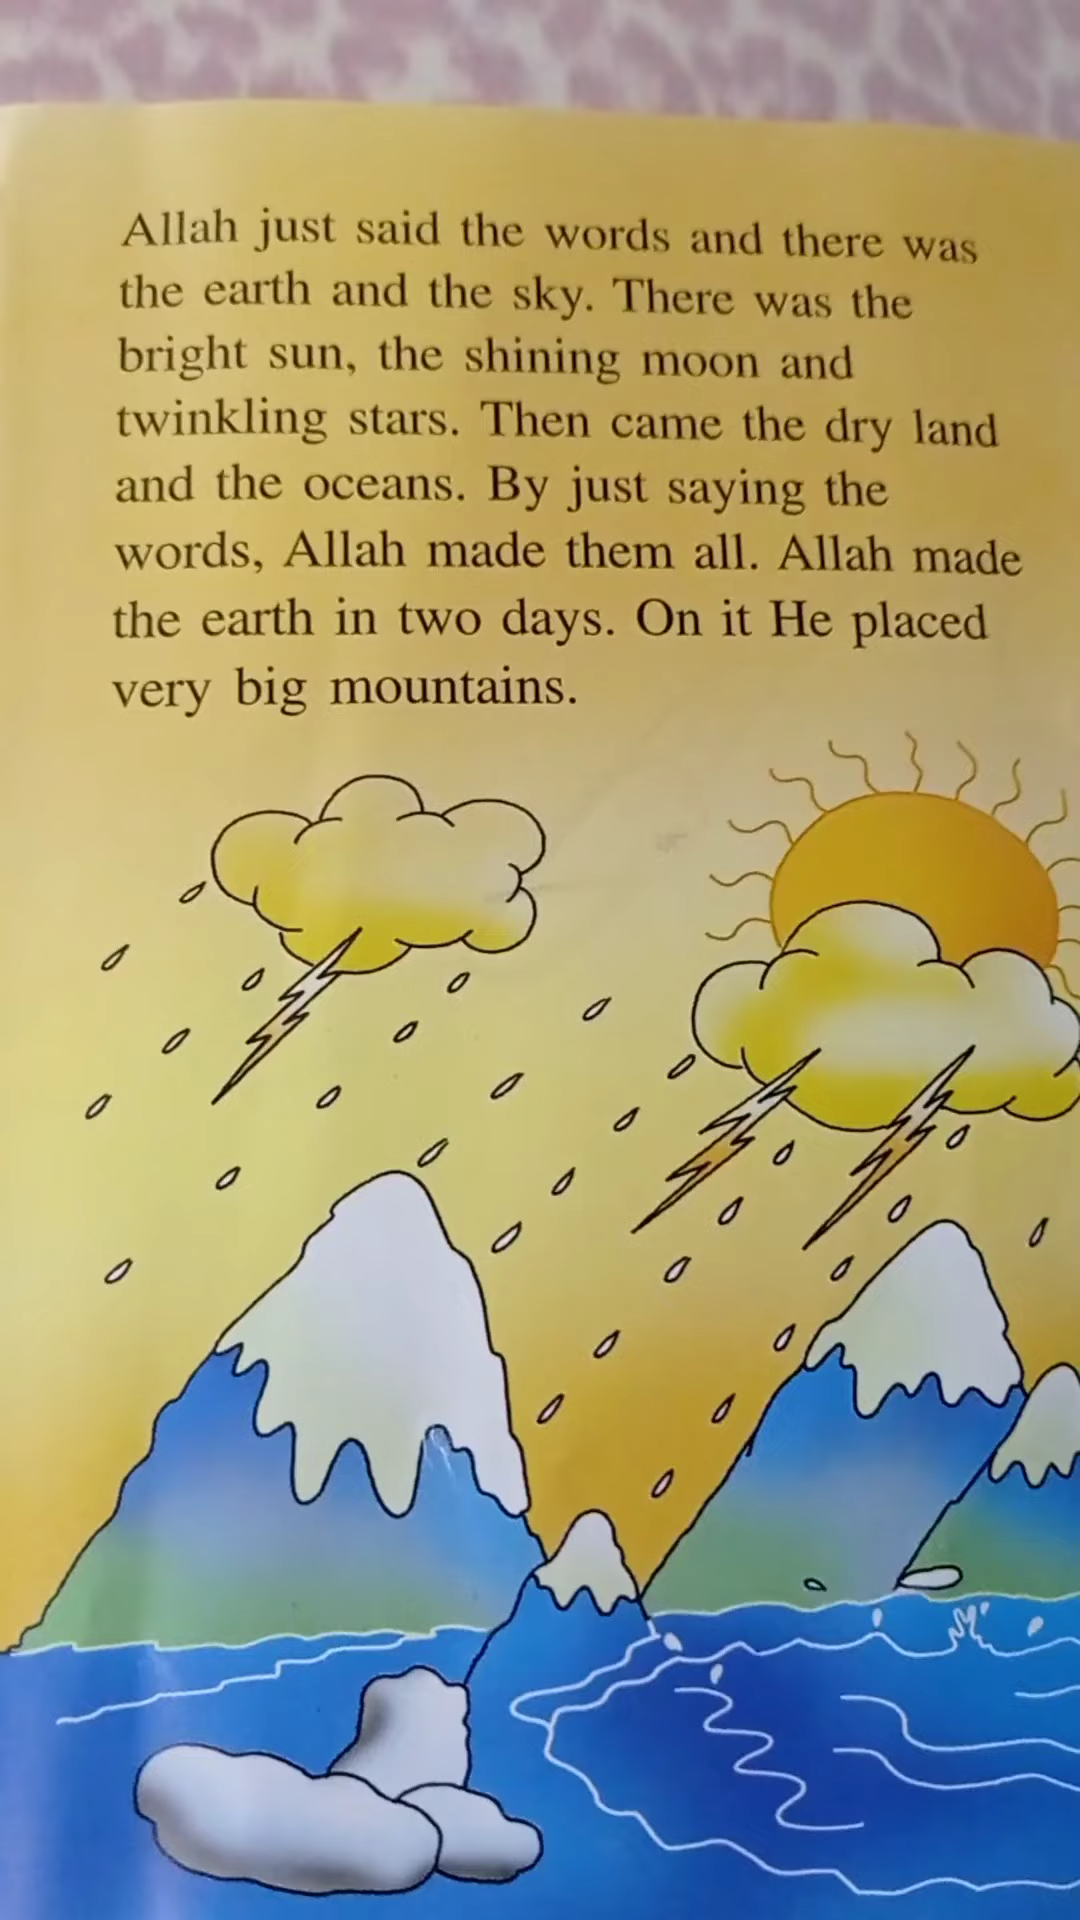 Allah just said the words and there was
the earth and the sky. There was the
bright sun, the shining moon and
twinkling stars. Then came the dry land
and the oceans. By just saying the
words, Allah made them all. Allah made
the earth in two days. On it He placed
very big mountains.